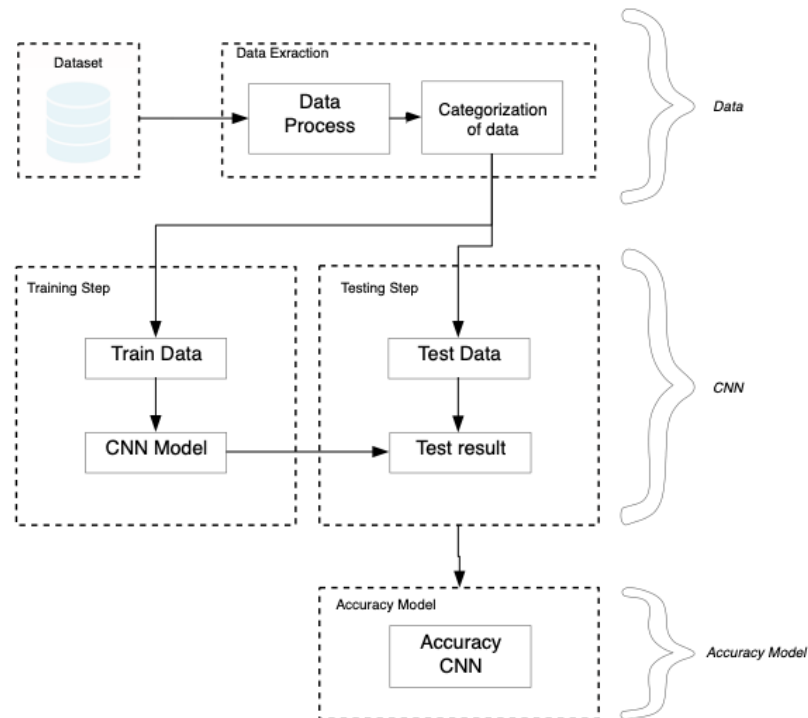 Dataset
Data Exraction
Data
Process
Categorization
of data
Data
Training Step
Testing Step
Train Data
Test Data
CNN
CNN Model
Test result
Accuracy Model
Accuracy
CNN
Accuracy Model